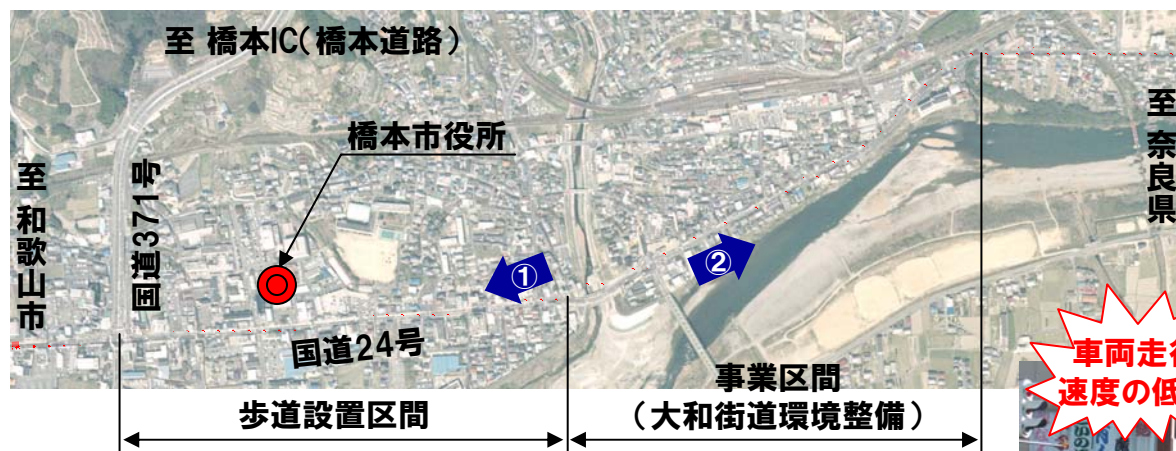 至 橋本IC(橋本道路)
橋本市役所
至 和歌山市
国道371号
至 奈良県
①
②
国道24号
車両走行
速度の低
事業区間
歩道設置区間
(大和街道環境整備)